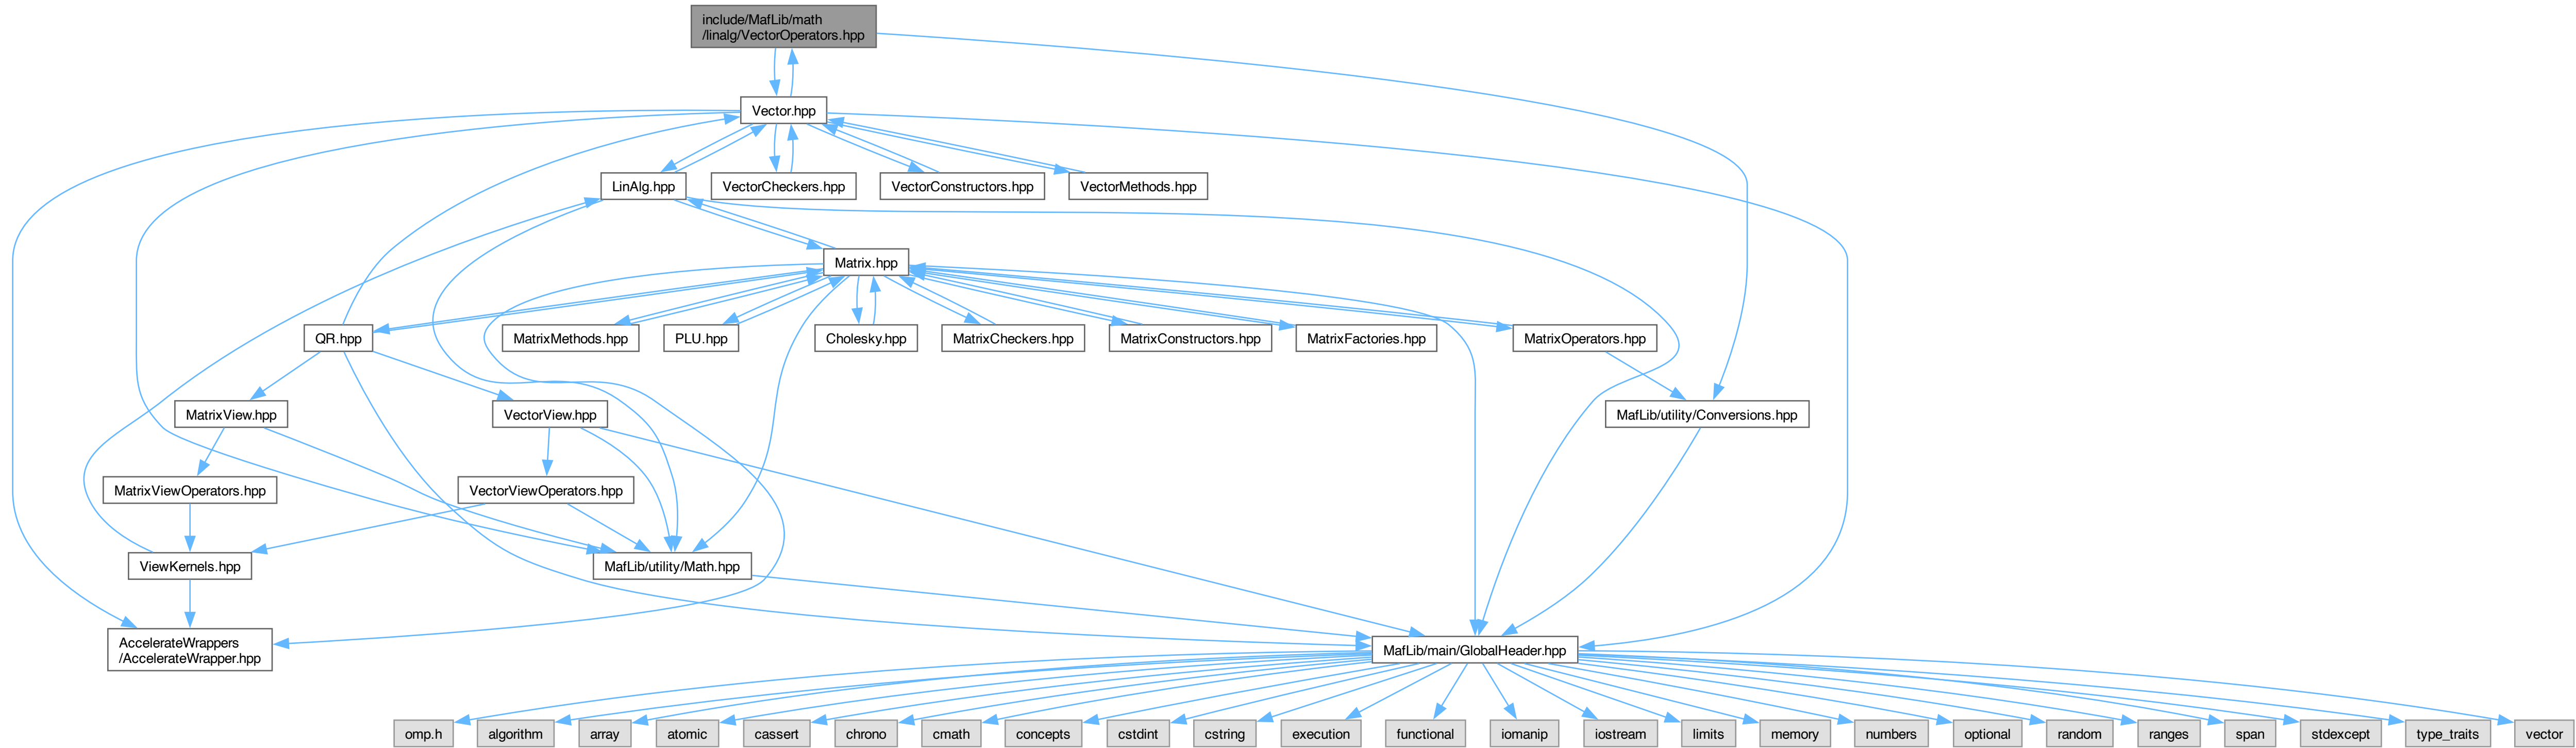 include/MafLib/math
/linalg/VectorOperators.hpp
Vector.hpp
LinAlg.hpp
VectorCheckers.hpp
VectorConstructors.hpp
VectorMethods.hpp
Matrix.hpp
QR.hpp
MatrixMethods.hpp
PLU.hpp
Cholesky.hpp
MatrixCheckers.hpp
MatrixConstructors.hpp
MatrixFactories.hpp
MatrixOperators.hpp
MatrixView.hpp
VectorView.hpp
MafLib/utility/Conversions.hpp
MatrixViewOperators.hpp
VectorViewOperators.hpp
ViewKernels.hpp
MafLib/utility/Math.hpp
AccelerateWrappers
/AccelerateWrapper.hpp
MafLib/main/GlobalHeader.hpp
omp.h
algorithm
array
atomic
cassert
chrono
cmath
concepts
cstdint
cstring
execution
functional
iomanip
iostream
limits
memory
numbers
optional
random
ranges
span
stdexcept
type_traits
vector